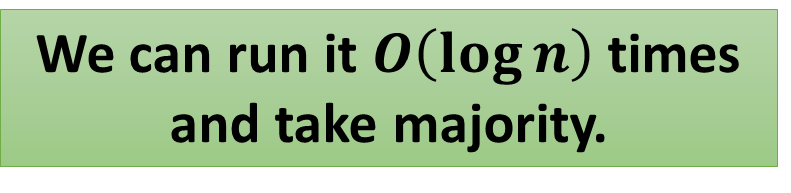 We can run it O(log n) times
and take majority.